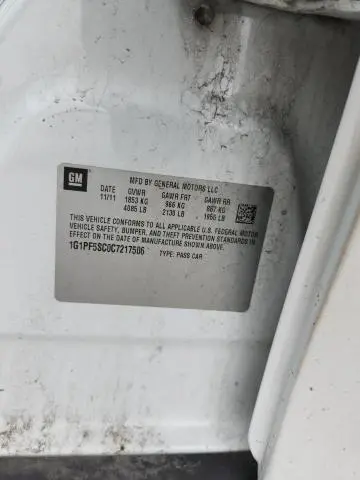 GM
MFD BY GENERAL MOTORS LLC
DATE GVWR GAWR FRT GAWR RR
11/11 1853 KG 966 KG 887 KG
4085 LB 2130 LB 1955 LB
THIS VEHICLE CONFORMS TO ALL APPLICABLE U.S. FEDERAL MOTOR
VEHICLE SAFETY, BUMPER, AND THEFT PREVENTION STANDARDS IN
EFFECT ON THE DATE OF MANUFACTURE SHOWN ABOVE.
1G1PF5SC0C7217506 TYPE: PASS CAR